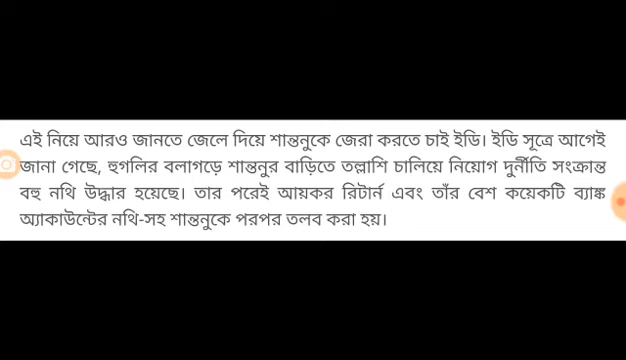 এই নিয়ে আরও জানতে জেলে দিয়ে শান্তনুকে জেরা করতে চাই ইডি। ইডি সূত্রে আগেই
জানা গেছে, হুগলির বলাগড়ে শান্তনুর বাড়িতে তল্লাশি চালিয়ে নিয়োগ দুর্নীতি সংক্রান্ত
বহু নথি উদ্ধার হয়েছে। তার পরেই আয়কর রিটার্ন এবং তাঁর বেশ কয়েকটি ব্যাঙ্ক
অ্যাকাউন্টের নথি-সহ শান্তনুকে পরপর তলব করা হয়।